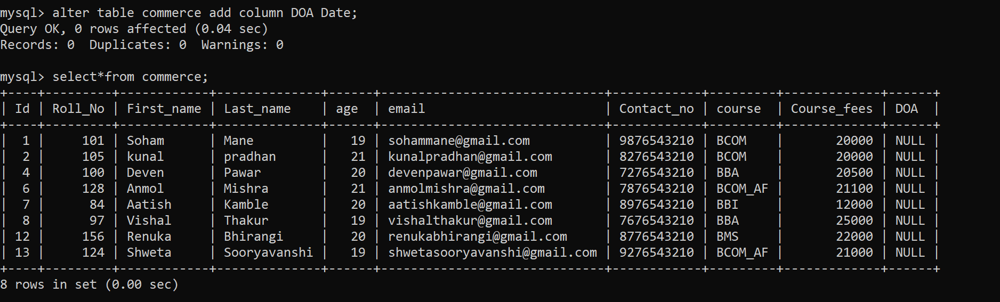 mysql> alter table commerce add column DOA Date;
Query OK, 0 rows affected (0.04 sec)
Records: 0  Duplicates: 0  Warnings: 0
mysql> select*from commerce;
+----+---------+------------+--------------+------+------------------------------+------------+---------+-------------+------+
| Id | Roll_No | First_name | Last_name    | age  | email                        | Contact_no | course  | Course_fees | DOA  |
+----+---------+------------+--------------+------+------------------------------+------------+---------+-------------+------+
|  1 |     101 | Soham      | Mane         |   19 | sohammane@gmail.com          | 9876543210 | BCOM    |       20000 | NULL |
|  2 |     105 | kunal      | pradhan      |   21 | kunalpradhan@gmail.com       | 8276543210 | BCOM    |       20000 | NULL |
|  4 |     100 | Deven      | Pawar        |   20 | devenpawar@gmail.com         | 7276543210 | BBA     |       20500 | NULL |
|  6 |     128 | Anmol      | Mishra       |   21 | anmolmishra@gmail.com        | 7876543210 | BCOM_AF |       21100 | NULL |
|  7 |      84 | Aatish     | Kamble       |   20 | aatishkamble@gmail.com       | 8976543210 | BBI     |       12000 | NULL |
|  8 |      97 | Vishal     | Thakur       |   19 | vishalthakur@gmail.com       | 7676543210 | BBA     |       25000 | NULL |
| 12 |     156 | Renuka     | Bhirangi     |   20 | renukabhirangi@gmail.com     | 8776543210 | BMS     |       22000 | NULL |
| 13 |     124 | Shweta     | Sooryavanshi |   19 | shwetasooryavanshi@gmail.com | 9276543210 | BCOM_AF |       21000 | NULL |
+----+---------+------------+--------------+------+------------------------------+------------+---------+-------------+------+
8 rows in set (0.00 sec)